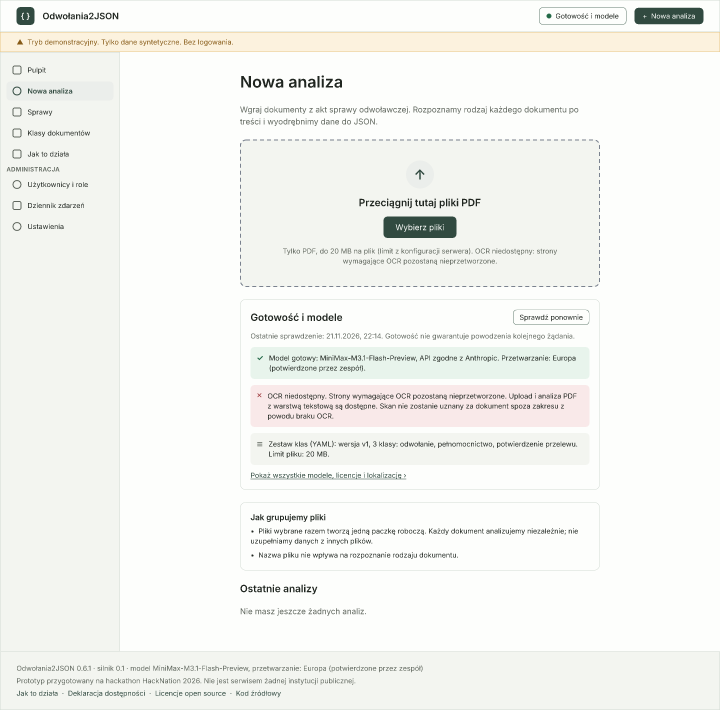 { } Odwołania2JSON
Gotowość i modele
+ Nowa analiza
Tryb demonstracyjny. Tylko dane syntetyczne. Bez logowania.
Pulpit
Nowa analiza
Sprawy
Klasy dokumentów
Jak to działa
ADMINISTRACJA
Użytkownicy i role
Dziennik zdarzeń
Ustawienia
Nowa analiza
Wgraj dokumenty z akt sprawy odwoławczej. Rozpoznamy rodzaj każdego dokumentu po
treści i wyodrębnimy dane do JSON.
Przeciągnij tutaj pliki PDF
Wybierz pliki
Tylko PDF, do 20 MB na plik (limit z konfiguracji serwera). OCR niedostępny: strony
wymagające OCR pozostaną nieprzetworzone.
Gotowość i modele
Sprawdź ponownie
Ostatnie sprawdzenie: 21.11.2026, 22:14. Gotowość nie gwarantuje powodzenia kolejnego żądania.
Model gotowy: MiniMax-M3.1-Flash-Preview, API zgodne z Anthropic. Przetwarzanie: Europa
(potwierdzone przez zespół).
OCR niedostępny. Strony wymagające OCR pozostaną nieprzetworzone. Upload i analiza PDF
z warstwą tekstową są dostępne. Skan nie zostanie uznany za dokument spoza zakresu z
powodu braku OCR.
Zestaw klas (YAML): wersja v1, 3 klasy: odwołanie, pełnomocnictwo, potwierdzenie przelewu.
Limit pliku: 20 MB.
Pokaż wszystkie modele, licencje i lokalizację ›
Jak grupujemy pliki
• Pliki wybrane razem tworzą jedną paczkę roboczą. Każdy dokument analizujemy niezależnie; nie
uzupełniamy danych z innych plików.
• Nazwa pliku nie wpływa na rozpoznanie rodzaju dokumentu.
Ostatnie analizy
Nie masz jeszcze żadnych analiz.
Odwołania2JSON 0.6.1 · silnik 0.1 · model MiniMax-M3.1-Flash-Preview, przetwarzanie: Europa (potwierdzone przez zespół)
Prototyp przygotowany na hackathon HackNation 2026. Nie jest serwisem żadnej instytucji publicznej.
Jak to działa · Deklaracja dostępności · Licencje open source · Kod źródłowy